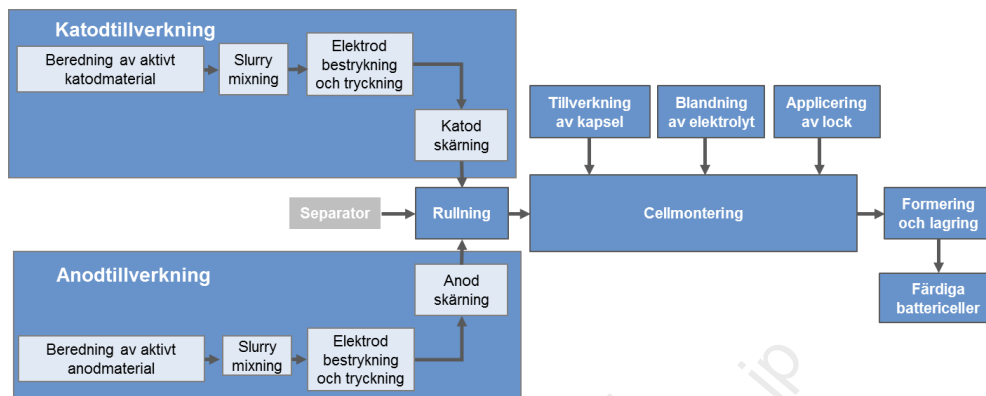 Katodtillverkning
Beredning av aktivt
katodmaterial
Slurry
mixning
Elektrod
bestrykning
och tryckning
Katod
skärning
Tillverkning
av kapsel
Blandning
av elektrolyt
Applicering
av lock
Separator
Rullning
Cellmontering
Formering
och lagring
Färdiga
battericeller
Anodtillverkning
Anod
skärning
Beredning av aktivt
anodmaterial
Slurry
mixning
Elektrod
bestrykning
och tryckning
jp